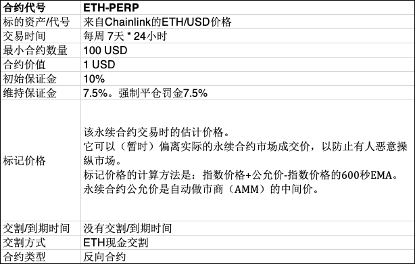 合约代号 ETH-PERP
标的资产/代号 来自Chainlink的ETH/USD价格
交易时间 每周 7天 * 24小时
最小合约数量 100 USD
合约价值 1 USD
初始保证金 10%
维持保证金 7.5%。强制平仓罚金7.5%
标记价格
该永续合约交易时的估计价格。
它可以（暂时）偏离实际的永续合约市场成交价，以防止有人恶意操纵市场。
标记价格的计算方法是：指数价格+公允价-指数价格的600秒EMA。
永续合约公允价是自动做市商（AMM）的中间价。
交割/到期时间 没有交割/到期时间
交割方式 ETH现金交割
合约类型 反向合约